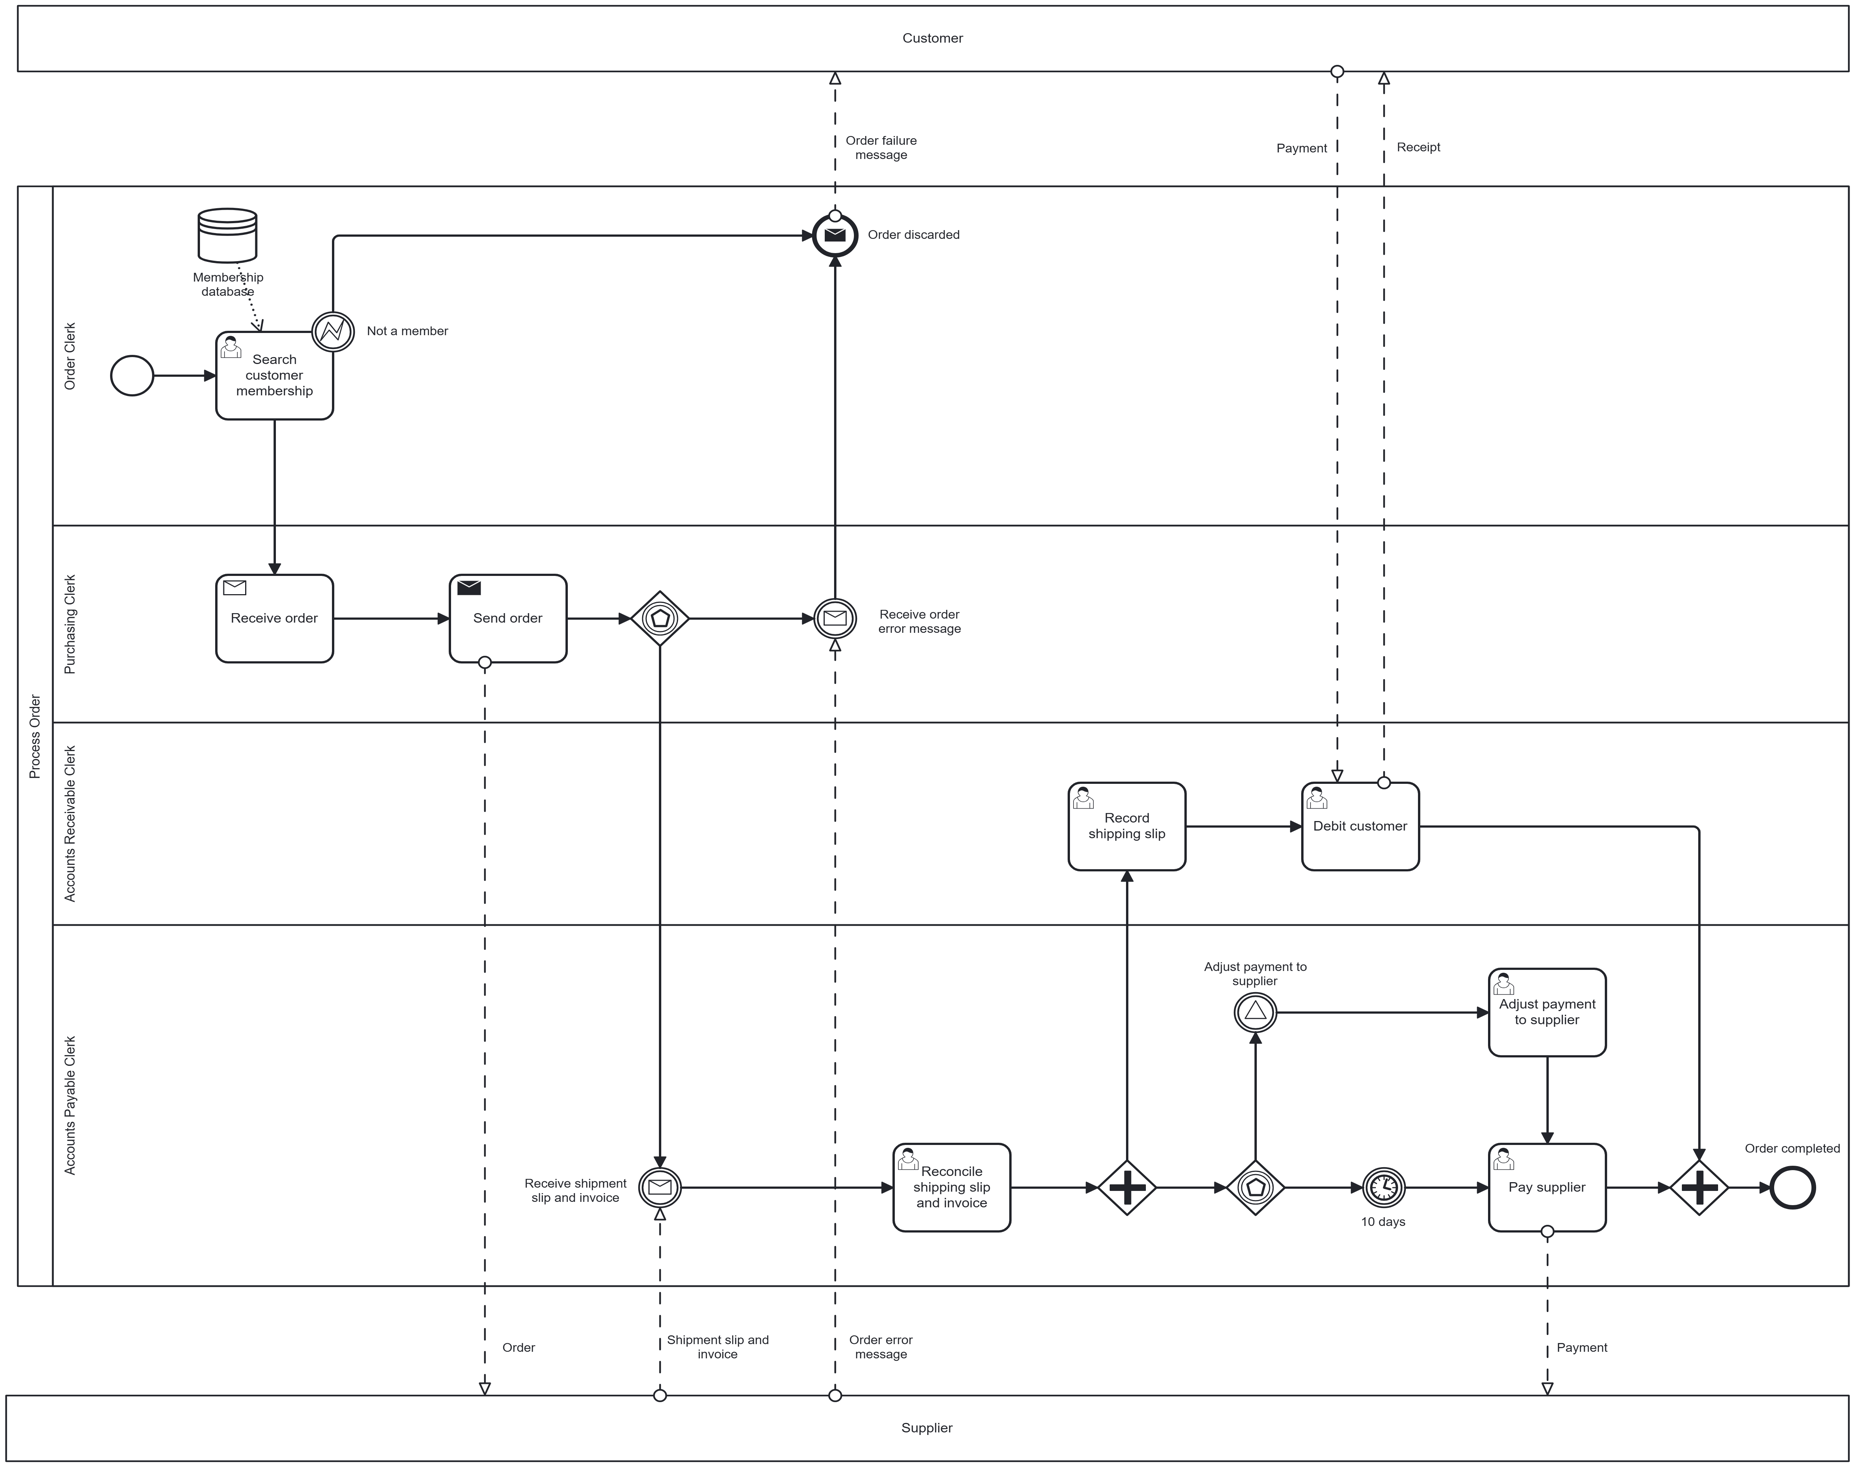 Customer
Order failure
message
Payment
Receipt
Process Order
Order Clerk
Membership
database
Order discarded
Not a member
Search
customer
membership
Purchasing Clerk
Receive order
Send order
Receive order
error message
Accounts Receivable Clerk
Record
shipping slip
Debit customer
Accounts Payable Clerk
Adjust payment to
supplier
Adjust payment
to supplier
Receive shipment
slip and invoice
Reconcile
shipping slip
and invoice
10 days
Pay supplier
Order completed
Order
Shipment slip and
invoice
Order error
message
Payment
Supplier